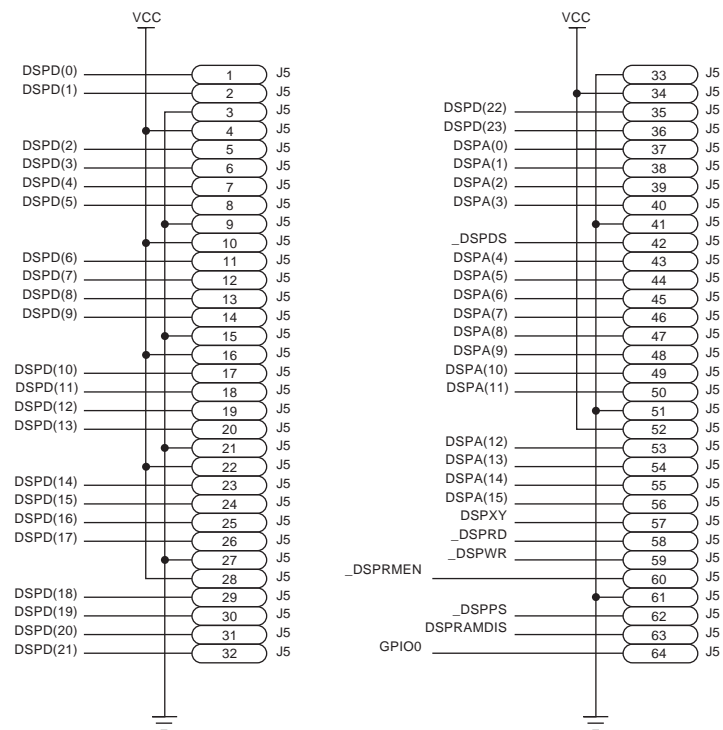 VCC
DSPD(0) 1 J5
DSPD(1) 2 J5
3 J5
4 J5
DSPD(2) 5 J5
DSPD(3) 6 J5
DSPD(4) 7 J5
DSPD(5) 8 J5
9 J5
10 J5
DSPD(6) 11 J5
DSPD(7) 12 J5
DSPD(8) 13 J5
DSPD(9) 14 J5
15 J5
16 J5
DSPD(10) 17 J5
DSPD(11) 18 J5
DSPD(12) 19 J5
DSPD(13) 20 J5
21 J5
22 J5
DSPD(14) 23 J5
DSPD(15) 24 J5
DSPD(16) 25 J5
DSPD(17) 26 J5
27 J5
28 J5
DSPD(18) 29 J5
DSPD(19) 30 J5
DSPD(20) 31 J5
DSPD(21) 32 J5
VCC
33 J5
34 J5
DSPD(22) 35 J5
DSPD(23) 36 J5
DSPA(0) 37 J5
DSPA(1) 38 J5
DSPA(2) 39 J5
DSPA(3) 40 J5
41 J5
_DSPDS 42 J5
DSPA(4) 43 J5
DSPA(5) 44 J5
DSPA(6) 45 J5
DSPA(7) 46 J5
DSPA(8) 47 J5
DSPA(9) 48 J5
DSPA(10) 49 J5
DSPA(11) 50 J5
51 J5
52 J5
DSPA(12) 53 J5
DSPA(13) 54 J5
DSPA(14) 55 J5
DSPA(15) 56 J5
DSPXY 57 J5
_DSPRD 58 J5
_DSPWR 59 J5
_DSPRMEN 60 J5
61 J5
_DSPPS 62 J5
DSPRAMDIS 63 J5
GPIO0 64 J5